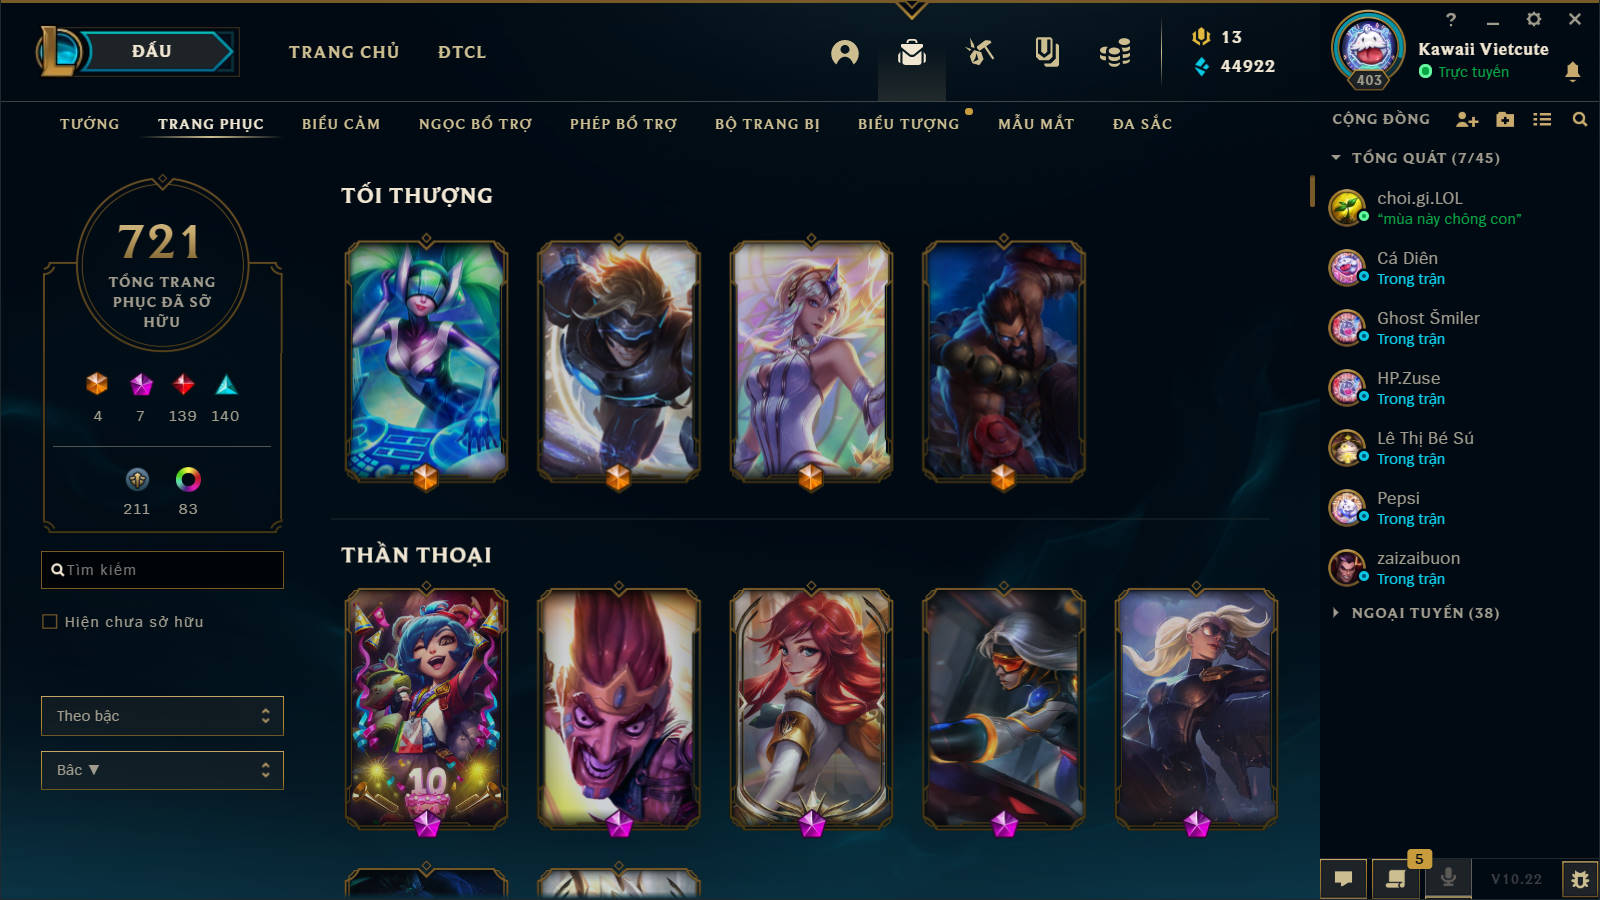 ĐẤU
TRANG CHỦ
ĐTCL
13
44922
?
Kawaii Vietcute
Trực tuyến
403
TƯỚNG
TRANG PHỤC
BIỂU CẢM
NGỌC BỔ TRỢ
PHÉP BỔ TRỢ
BỘ TRANG BỊ
BIỂU TƯỢNG
MẪU MẮT
ĐA SẮC
CỘNG ĐỒNG
TỔNG QUÁT (7/45)
choi.gi.LOL
“mùa này chông con”
Cá Diên
Trong trận
Ghost Šmiler
Trong trận
HP.Zuse
Trong trận
Lê Thị Bé Sú
Trong trận
Pepsi
Trong trận
zaizaibuon
Trong trận
NGOẠI TUYẾN (38)
721
TỔNG TRANG
PHỤC ĐÃ SỞ
HỮU
4
7
139
140
211
83
Tìm kiếm
Hiện chưa sở hữu
Theo bậc
Bâc ▼
TỐI THƯỢNG
THẦN THOẠI
10
5
V10.22